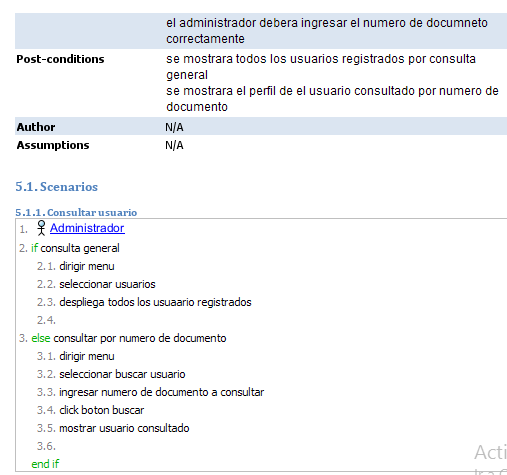 el administrador debera ingresar el numero de documneto
correctamente
Post-conditions se mostrara todos los usuarios registrados por consulta
general
se mostrara el perfil de el usuario consultado por numero de
documento
Author N/A
Assumptions N/A
5.1. Scenarios
5.1.1. Consultar usuario
1. Administrador
2. if consulta general
2.1. dirigir menu
2.2. seleccionar usuarios
2.3. despliega todos los usuaario registrados
2.4.
3. else consultar por numero de documento
3.1. dirigir menu
3.2. seleccionar buscar usuario
3.3. ingresar numero de documento a consultar
3.4. click boton buscar
3.5. mostrar usuario consultado
3.6.
end if
Acti